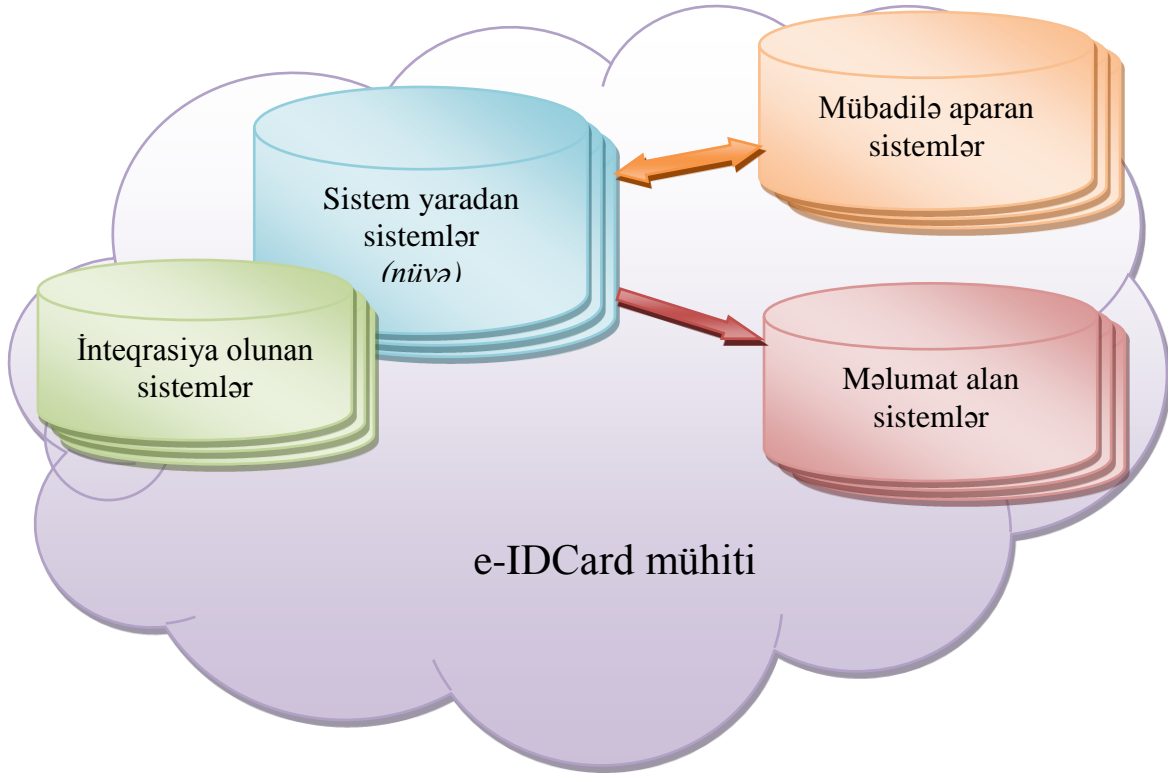 Mübadilə aparan
sistemlər
Sistem yaradan
sistemlər
(nüvə)
İnteqrasiya olunan
sistemlər
Məlumat alan
sistemlər
e-IDCard mühiti